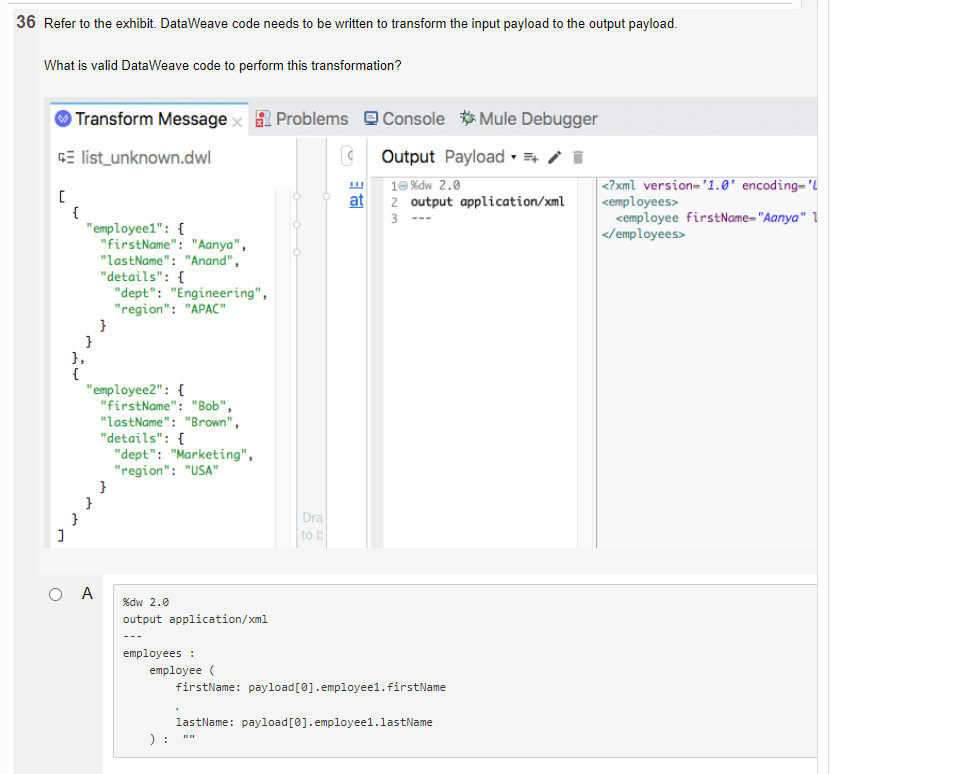 36 Refer to the exhibit. DataWeave code needs to be written to transform the input payload to the output payload.
What is valid DataWeave code to perform this transformation?
Transform Message Problems Console Mule Debugger
list_unknown.dwl
[
{
"employee1": {
"firstName": "Aanya",
"lastName": "Anand",
"details": {
"dept": "Engineering",
"region": "APAC"
}
}
},
{
"employee2": {
"firstName": "Bob",
"lastName": "Brown",
"details": {
"dept": "Marketing",
"region": "USA"
}
}
}
]
at
Dra
to b
Output Payload
1 %dw 2.0
2 output application/xml
3 ---
<?xml version='1.0' encoding='U
<employees>
<employee firstName="Aanya" l
</employees>
A
%dw 2.0
output application/xml
---
employees :
employee (
firstName: payload[0].employee1.firstName
,
lastName: payload[0].employee1.lastName
) : ""